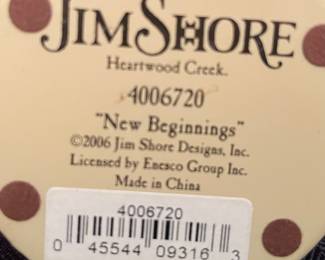 JIM SHORE
Heartwood Creek.
4006720
"New Beginnings"
©2006 Jim Shore Designs, Inc.
Licensed by Enesco Group Inc.
Made in China
4006720
0 45544 09316 3